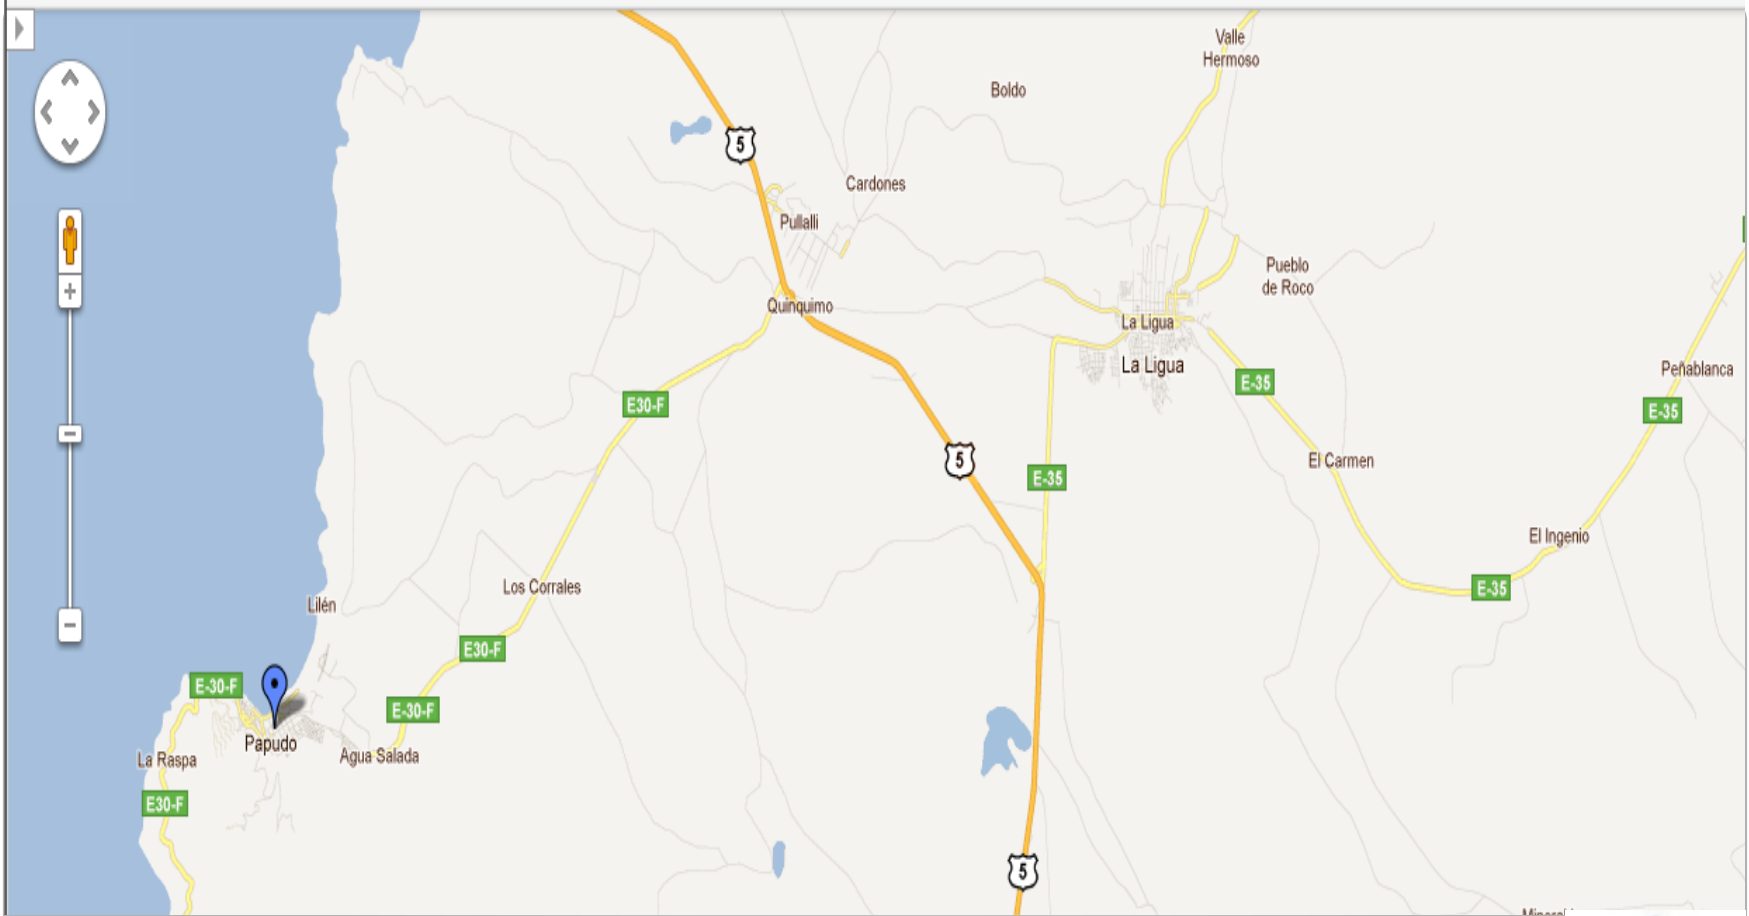 Valle
Hermoso
Boldo
5
Cardones
Pullalli
Pueblo
de Roco
Quinquimo
La Ligua
La Ligua
Peñablanca
E-35
E30-F
E-35
El Carmen
5
E-35
El Ingenio
Los Corrales
E-35
Lilén
E30-F
E-30-F
E-30-F
Papudo
Agua Salada
La Raspa
E30-F
5